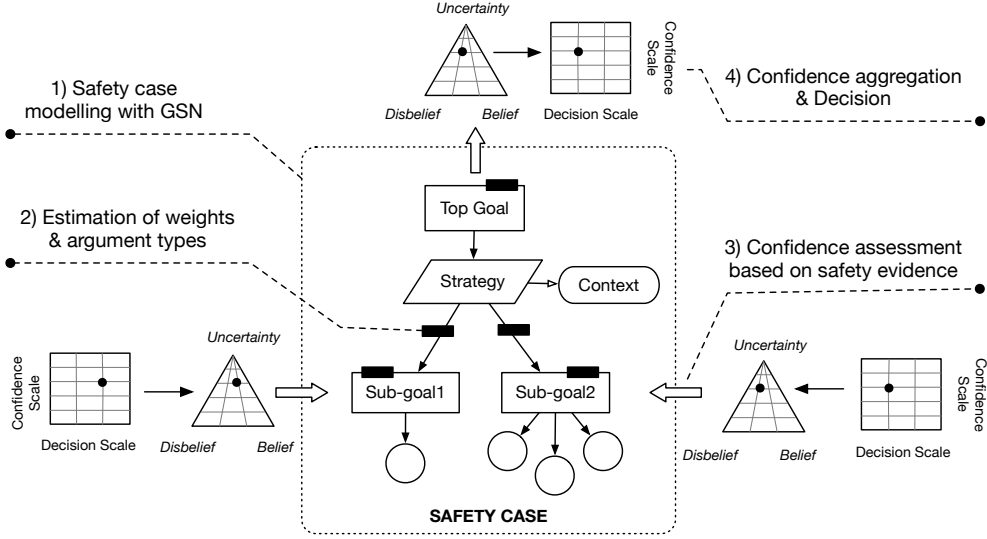 Uncertainty
Disbelief
Belief
Decision Scale
Confidence
Scale
1) Safety case
modelling with GSN
4) Confidence aggregation
& Decision
2) Estimation of weights
& argument types
3) Confidence assessment
based on safety evidence
Top Goal
Strategy
Context
Sub-goal1
Sub-goal2
SAFETY CASE
Confidence
Scale
Decision Scale
Uncertainty
Disbelief
Belief
Uncertainty
Disbelief
Belief
Decision Scale
Confidence
Scale